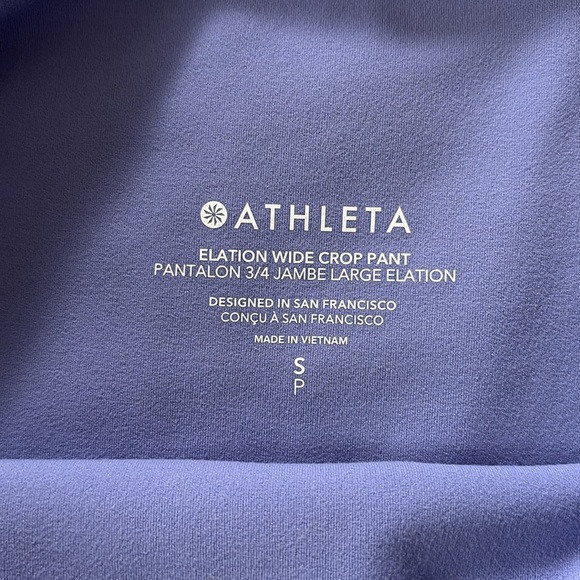 ATHLETA
ELATION WIDE CROP PANT
PANTALON 3/4 JAMBE LARGE ELATION
DESIGNED IN SAN FRANCISCO
CONÇU À SAN FRANCISCO
MADE IN VIETNAM
S
P